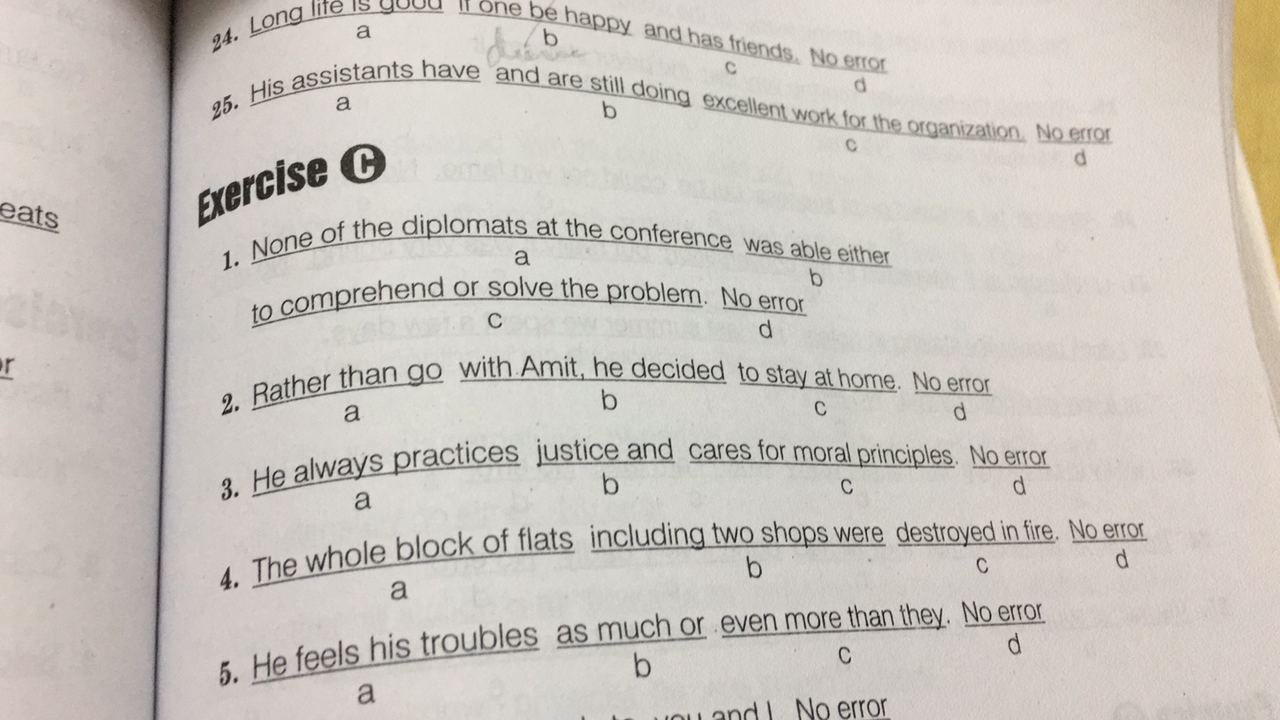 24. Long life is good if one be happy and has friends. No error
a b c d
25. His assistants have and are still doing excellent work for the organization. No error
a b c d
Exercise C
1. None of the diplomats at the conference was able either
a b
to comprehend or solve the problem. No error
c d
2. Rather than go with Amit, he decided to stay at home. No error
a b c d
3. He always practices justice and cares for moral principles. No error
a b c d
4. The whole block of flats including two shops were destroyed in fire. No error
a b c d
5. He feels his troubles as much or even more than they. No error
a b c d
you and I No error
eats